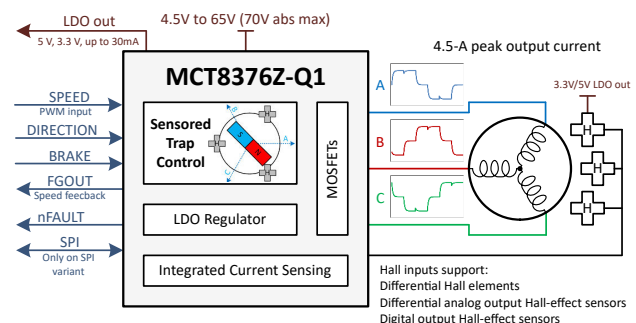 LDO out
5 V, 3.3 V, up to 30mA
4.5V to 65V (70V abs max)
4.5-A peak output current
MCT8376Z-Q1
SPEED
PWM input
DIRECTION
BRAKE
FGOUT
Speed feecback
nFAULT
SPI
Only on SPI
variant
Sensored
Trap
Control
B
H
A
S
N
H
H
C
MOSFETs
LDO Regulator
Integrated Current Sensing
A
B
C
3.3V/5V LDO out
H
H
H
Hall inputs support:
Differential Hall elements
Differential analog output Hall-effect sensors
Digital output Hall-effect sensors